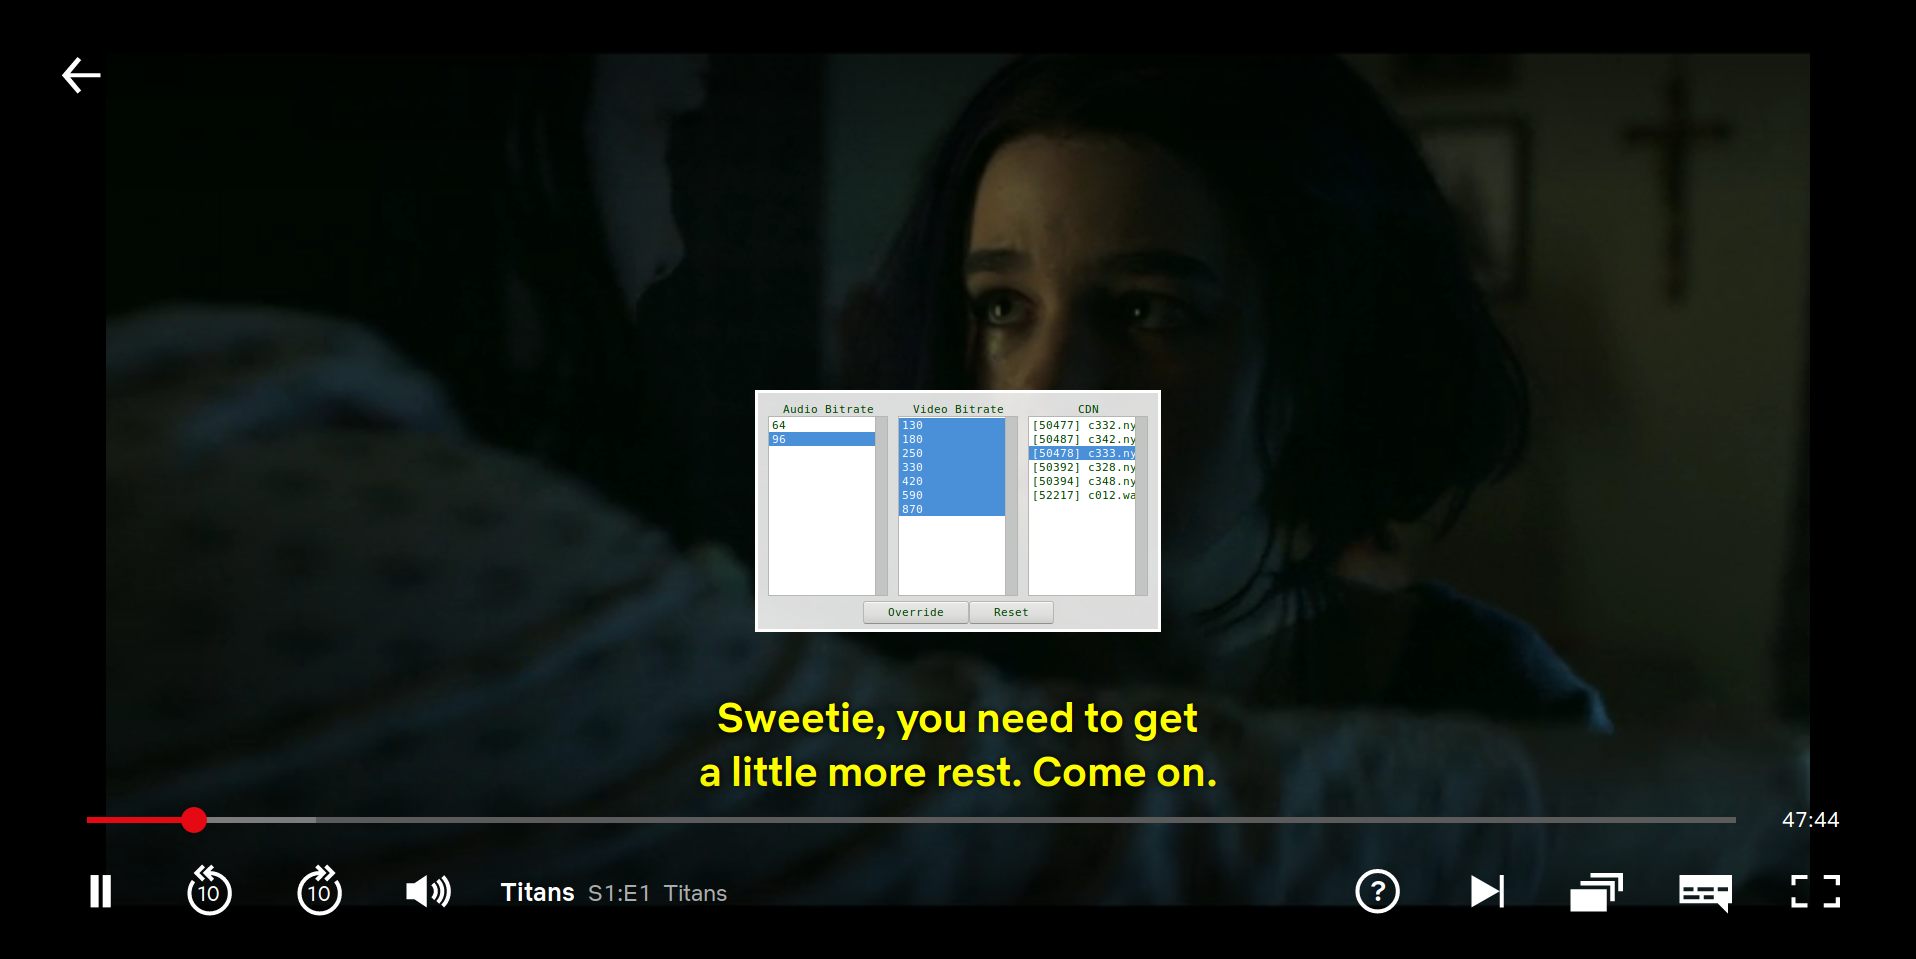 Audio Bitrate Video Bitrate CDN
64 130 [50477] c332.ny
96 180 [50487] c342.ny
250 [50478] c333.ny
330 [50392] c328.ny
420 [50394] c348.ny
590 [52217] c012.wa
870
Override Reset
Sweetie, you need to get
a little more rest. Come on.
47:44
10 10 Titans S1:E1 Titans ?